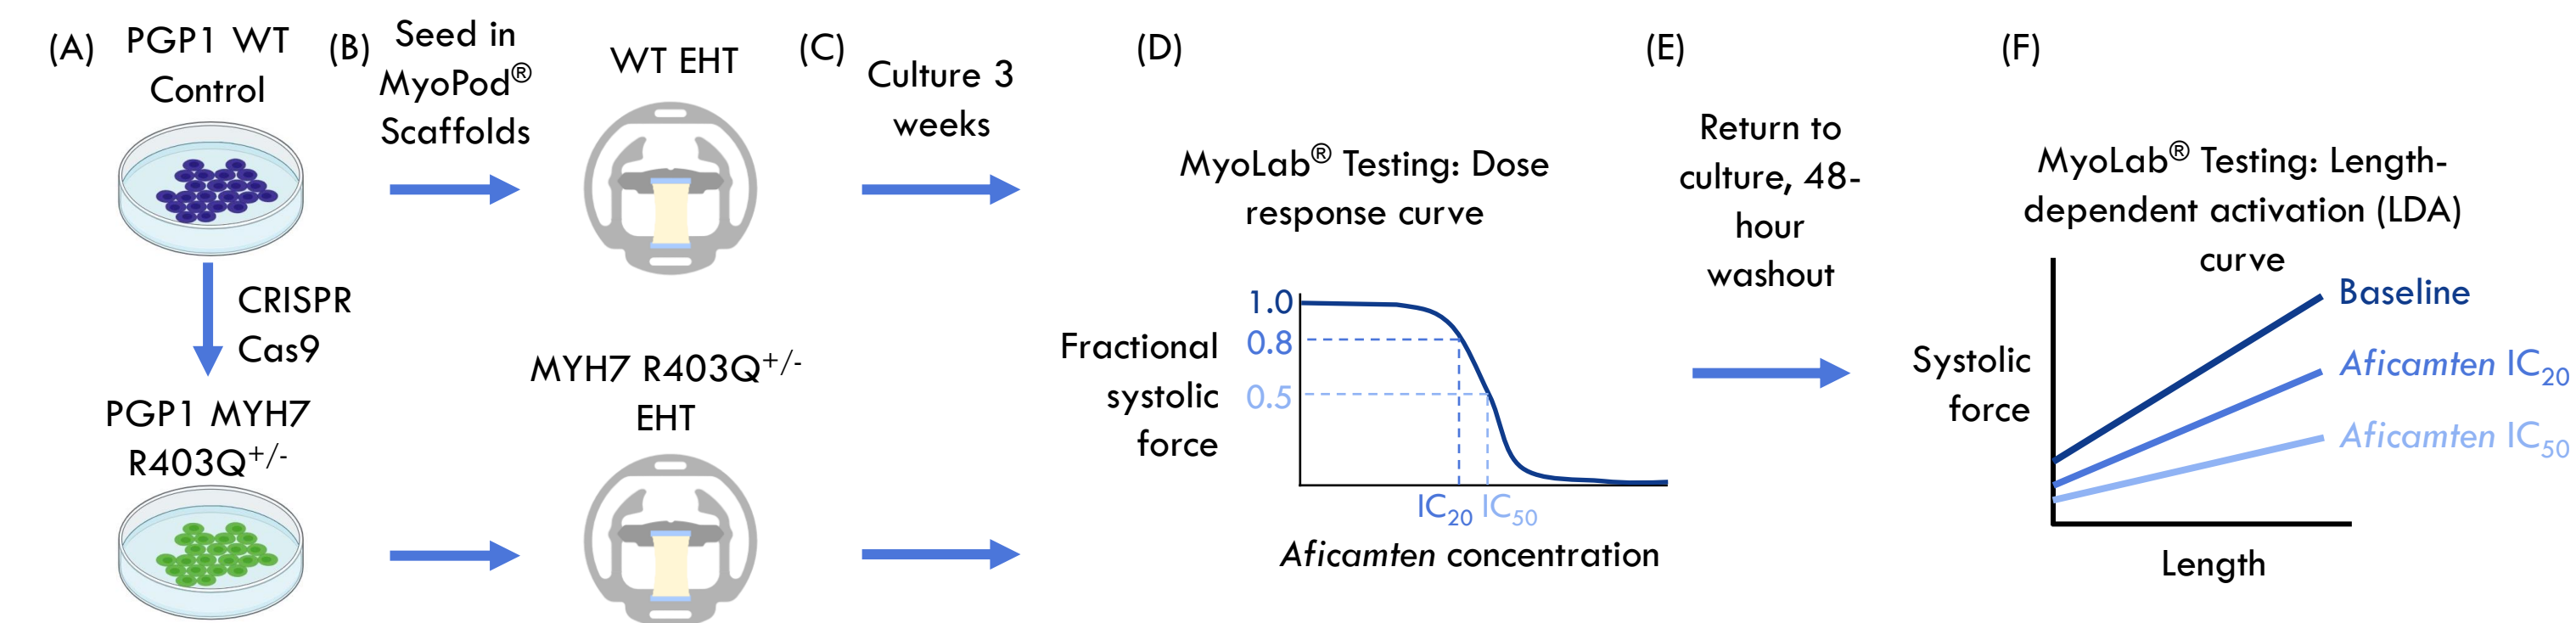 (A)
PGP1 WT
Control
CRISPR
Cas9
PGP1 MYH7
R403Q+/-
(B)
Seed in
MyoPod®
Scaffolds
WT EHT
MYH7 R403Q+/-
EHT
(C)
Culture 3
weeks
(D)
MyoLab® Testing: Dose
response curve
1.0
0.8
0.5
Fractional
systolic
force
IC20 IC50
Aficamten concentration
(E)
Return to
culture, 48-
hour
washout
(F)
MyoLab® Testing: Length-
dependent activation (LDA)
curve
Baseline
Aficamten IC20
Aficamten IC50
Systolic
force
Length